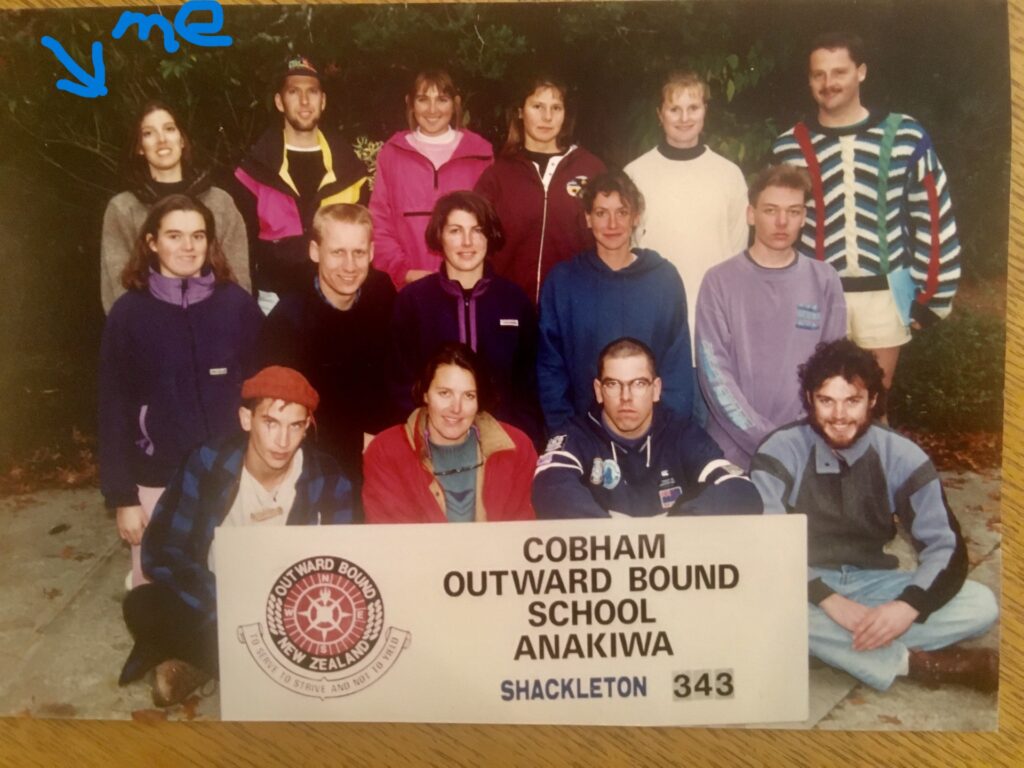 me
COBHAM
OUTWARD BOUND
SCHOOL
ANAKIWA
SHACKLETON 343
OUTWARD BOUND
N
E
S
W
NEW ZEALAND
TO SERVE TO STRIVE AND NOT TO YIELD